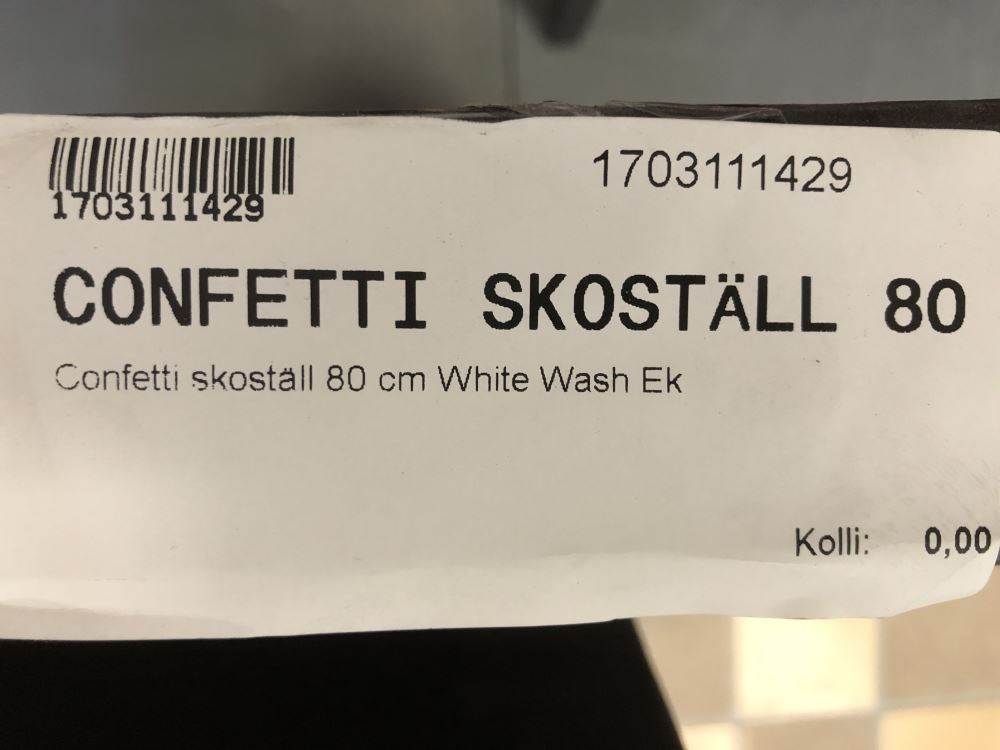 1703111429
1703111429
CONFETTI SKOSTÄLL 80
Confetti skoställ 80 cm White Wash Ek
Kolli: 0,00